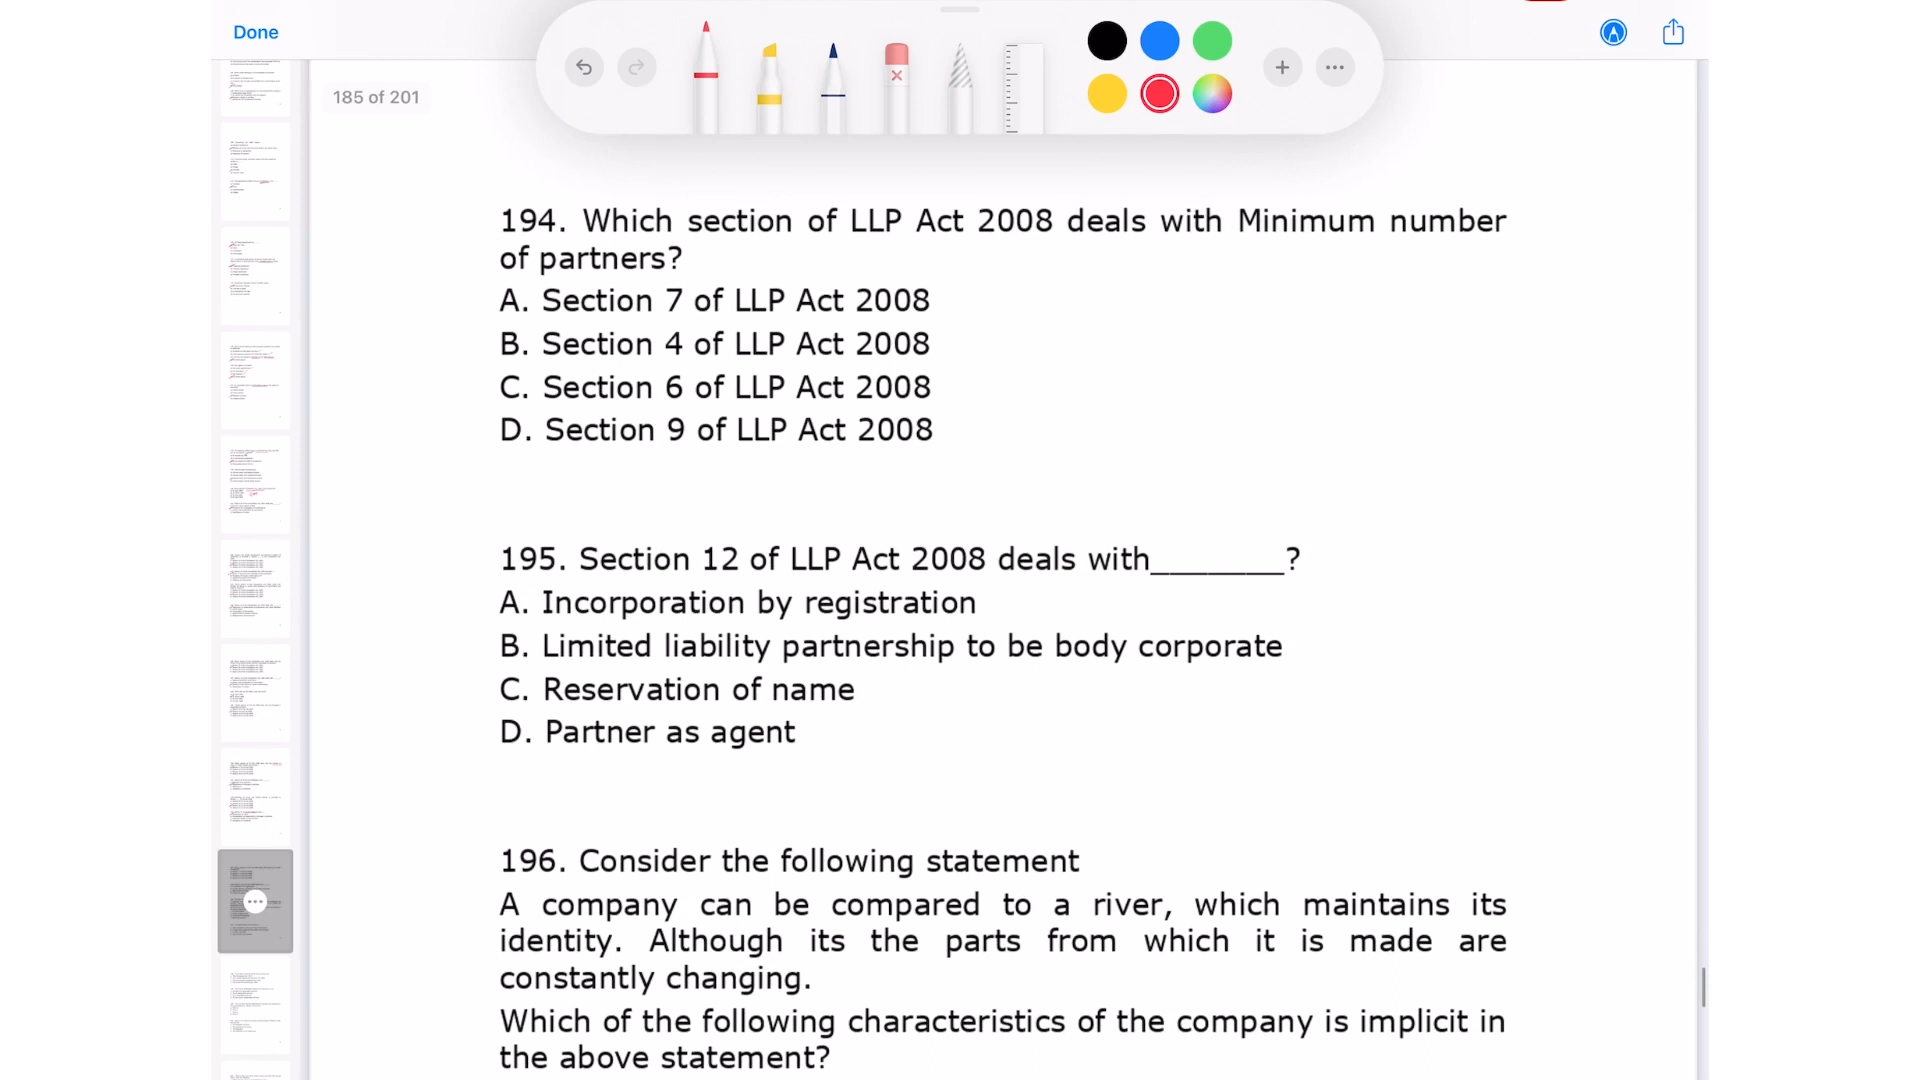 Done
185 of 201
194. Which section of LLP Act 2008 deals with Minimum number
of partners?
A. Section 7 of LLP Act 2008
B. Section 4 of LLP Act 2008
C. Section 6 of LLP Act 2008
D. Section 9 of LLP Act 2008
195. Section 12 of LLP Act 2008 deals with________?
A. Incorporation by registration
B. Limited liability partnership to be body corporate
C. Reservation of name
D. Partner as agent
196. Consider the following statement
A company can be compared to a river, which maintains its
identity. Although its the parts from which it is made are
constantly changing.
Which of the following characteristics of the company is implicit in
the above statement?